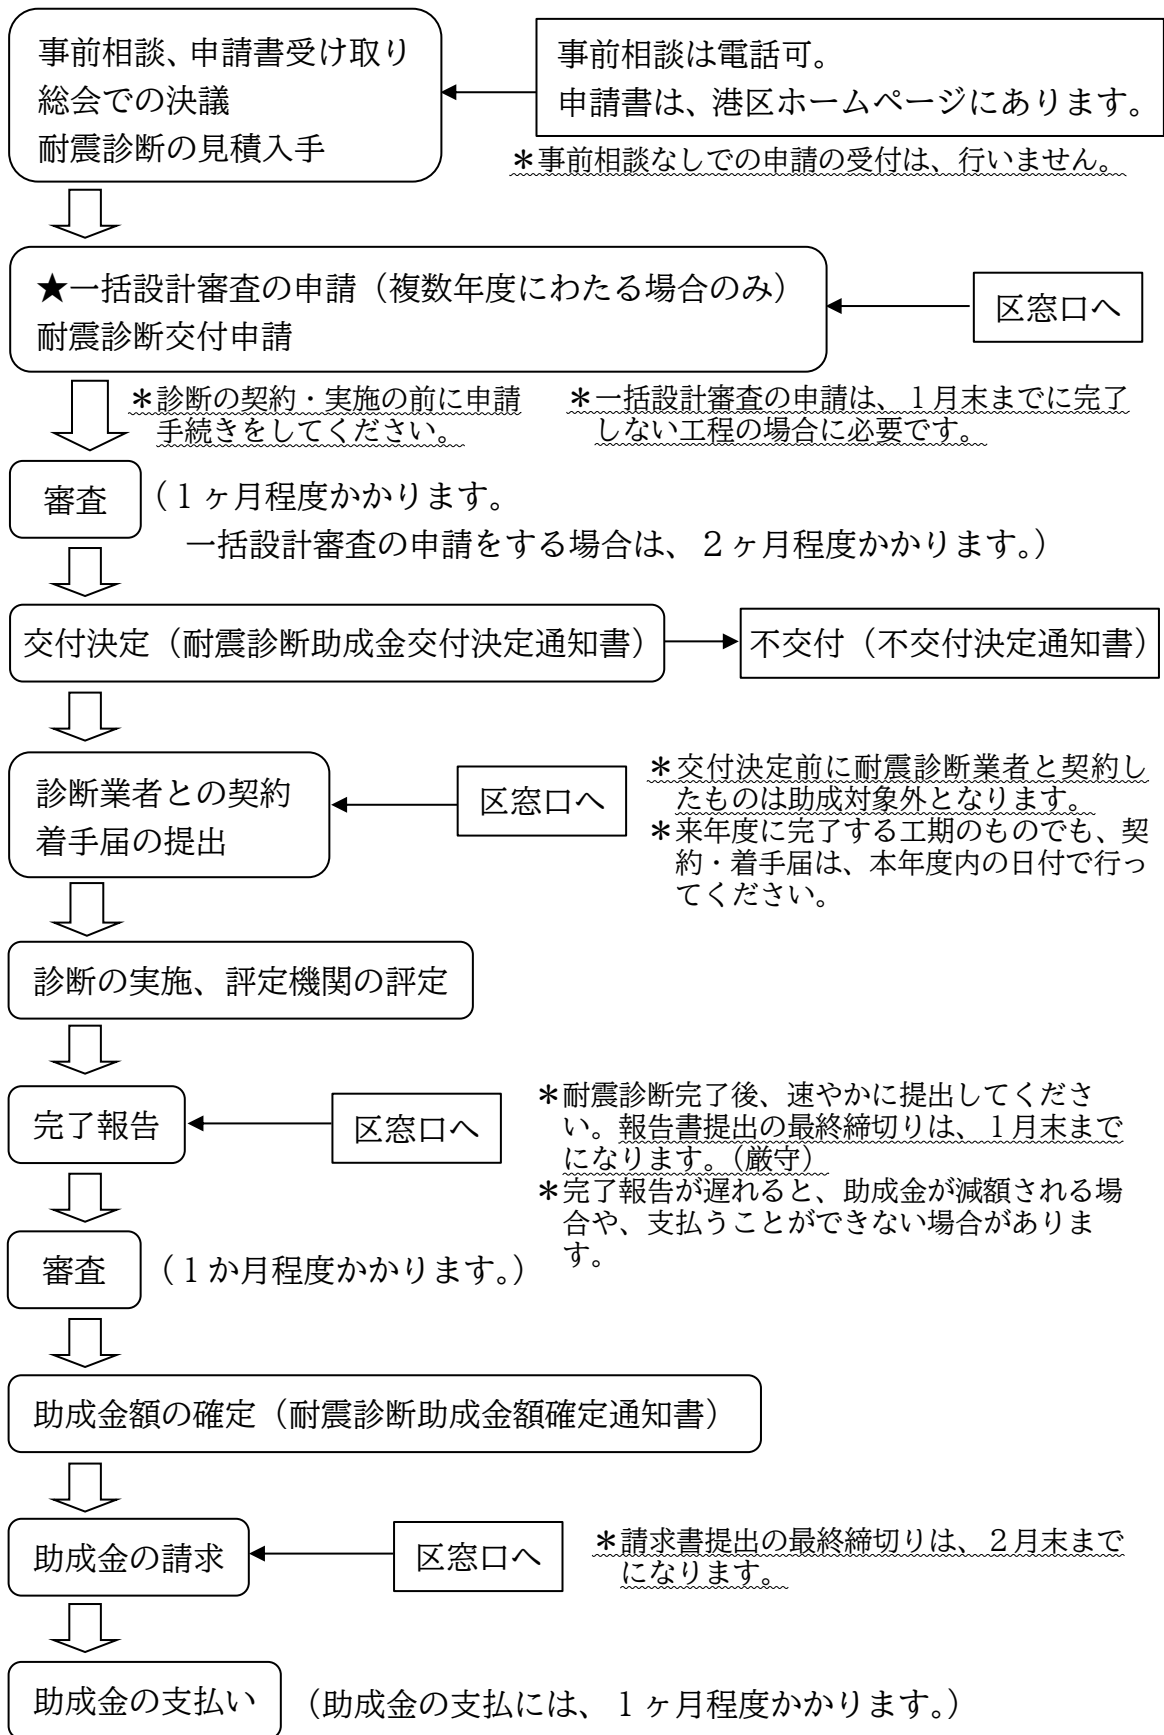 事前相談、申請書受け取り
総会での決議
耐震診断の見積入手
事前相談は電話可。
申請書は、港区ホームページにあります。
＊事前相談なしでの申請の受付は、行いません。
★一括設計審査の申請（複数年度にわたる場合のみ）
耐震診断交付申請
区窓口へ
＊診断の契約・実施の前に申請
手続きをしてください。
＊一括設計審査の申請は、１月末までに完了
しない工程の場合に必要です。
審査
（１ヶ月程度かかります。
一括設計審査の申請をする場合は、２ヶ月程度かかります。）
交付決定（耐震診断助成金交付決定通知書）
不交付（不交付決定通知書）
診断業者との契約
着手届の提出
区窓口へ
＊交付決定前に耐震診断業者と契約し
たものは助成対象外となります。
＊来年度に完了する工期のものでも、契
約・着手届は、本年度内の日付で行っ
てください。
診断の実施、評定機関の評定
完了報告
区窓口へ
＊耐震診断完了後、速やかに提出してくださ
い。報告書提出の最終締切りは、１月末まで
になります。（厳守）
＊完了報告が遅れると、助成金が減額される場
合や、支払うことができない場合がありま
す。
審査
（１か月程度かかります。）
助成金額の確定（耐震診断助成金額確定通知書）
助成金の請求
区窓口へ
＊請求書提出の最終締切りは、２月末まで
になります。
助成金の支払い
（助成金の支払には、１ヶ月程度かかります。）